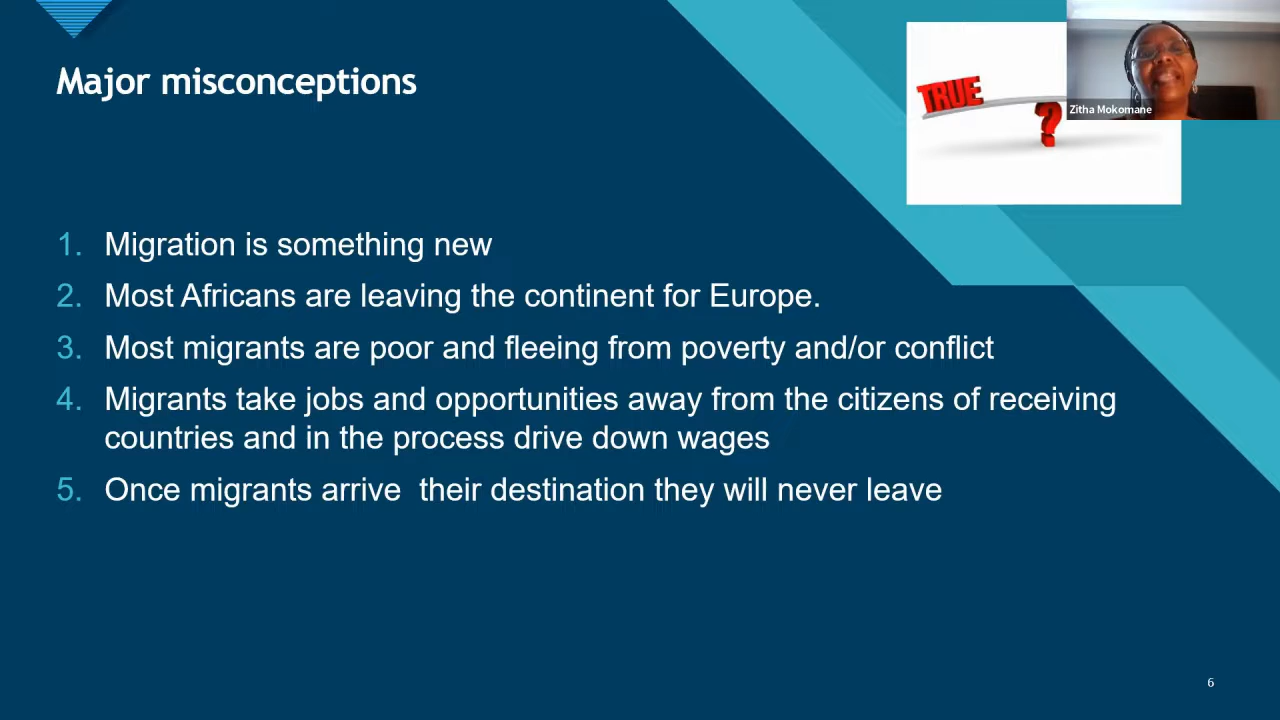 Major misconceptions
TRUE
?
Zitha Mokomane
1. Migration is something new
2. Most Africans are leaving the continent for Europe.
3. Most migrants are poor and fleeing from poverty and/or conflict
4. Migrants take jobs and opportunities away from the citizens of receiving
countries and in the process drive down wages
5. Once migrants arrive  their destination they will never leave
6